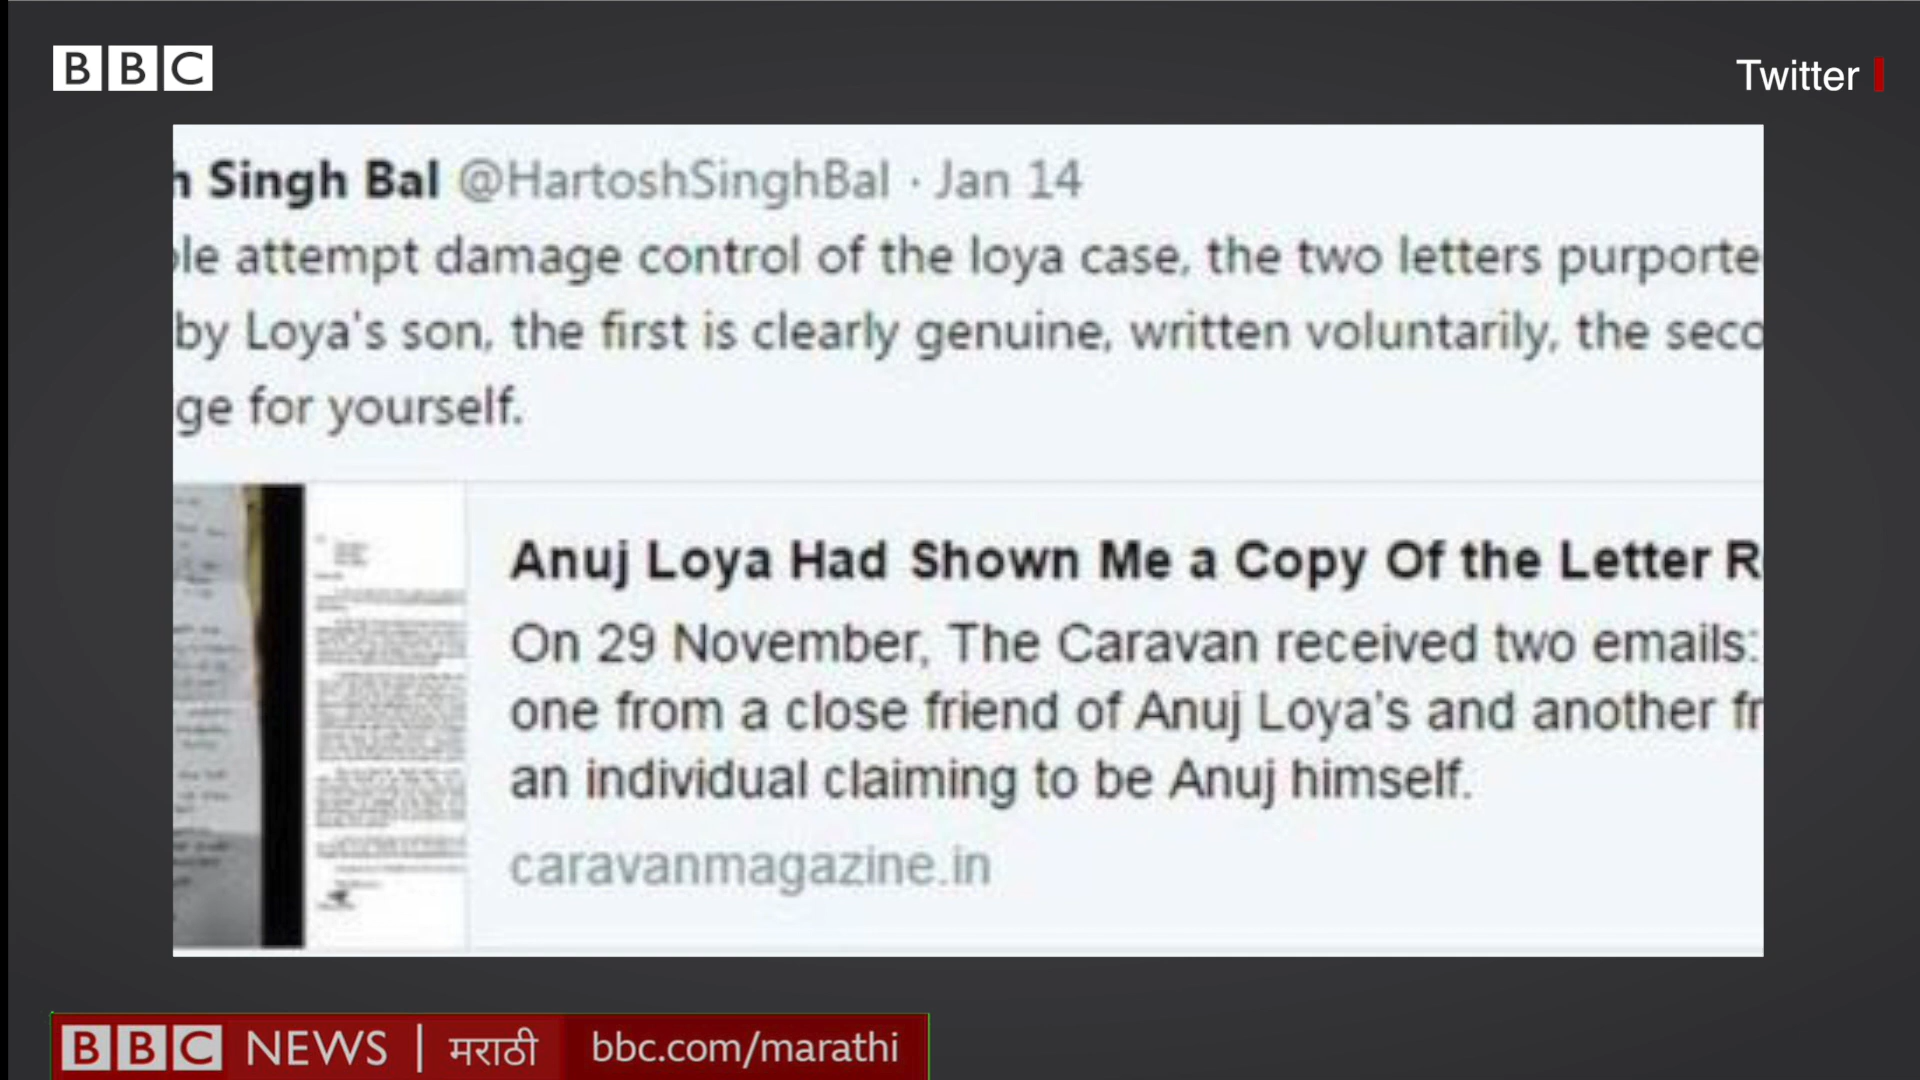 BBC
Twitter
Singh Bal @HartoshSinghBal · Jan 14
attempt damage control of the loya case, the two letters purporte
by Loya's son, the first is clearly genuine, written voluntarily, the seco
ge for yourself.
Anuj Loya Had Shown Me a Copy Of the Letter R
On 29 November, The Caravan received two emails:
one from a close friend of Anuj Loya's and another fr
an individual claiming to be Anuj himself.
caravanmagazine.in
BBC NEWS | मराठी bbc.com/marathi